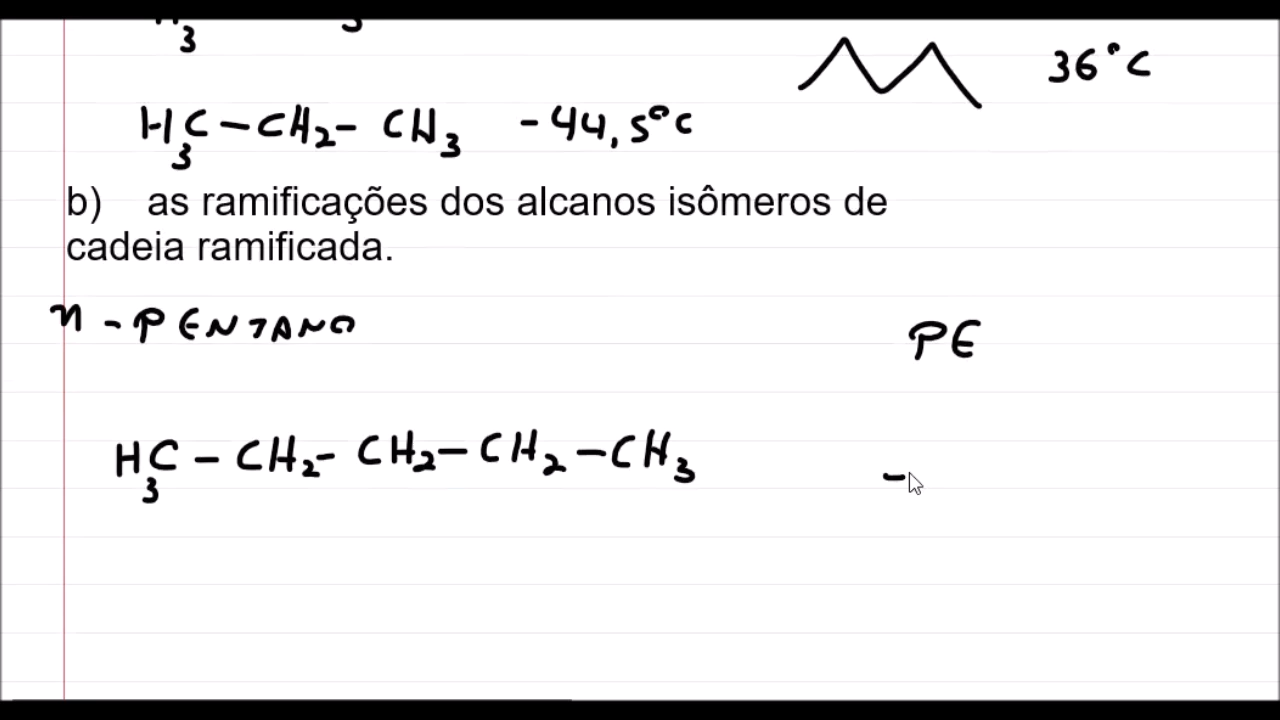 36°C
H₃C-CH₂-CH₃ -44,5°C
b) as ramificações dos alcanos isômeros de
cadeia ramificada.
n-PENTANO
PE
H₃C-CH₂-CH₂-CH₂-CH₃ -